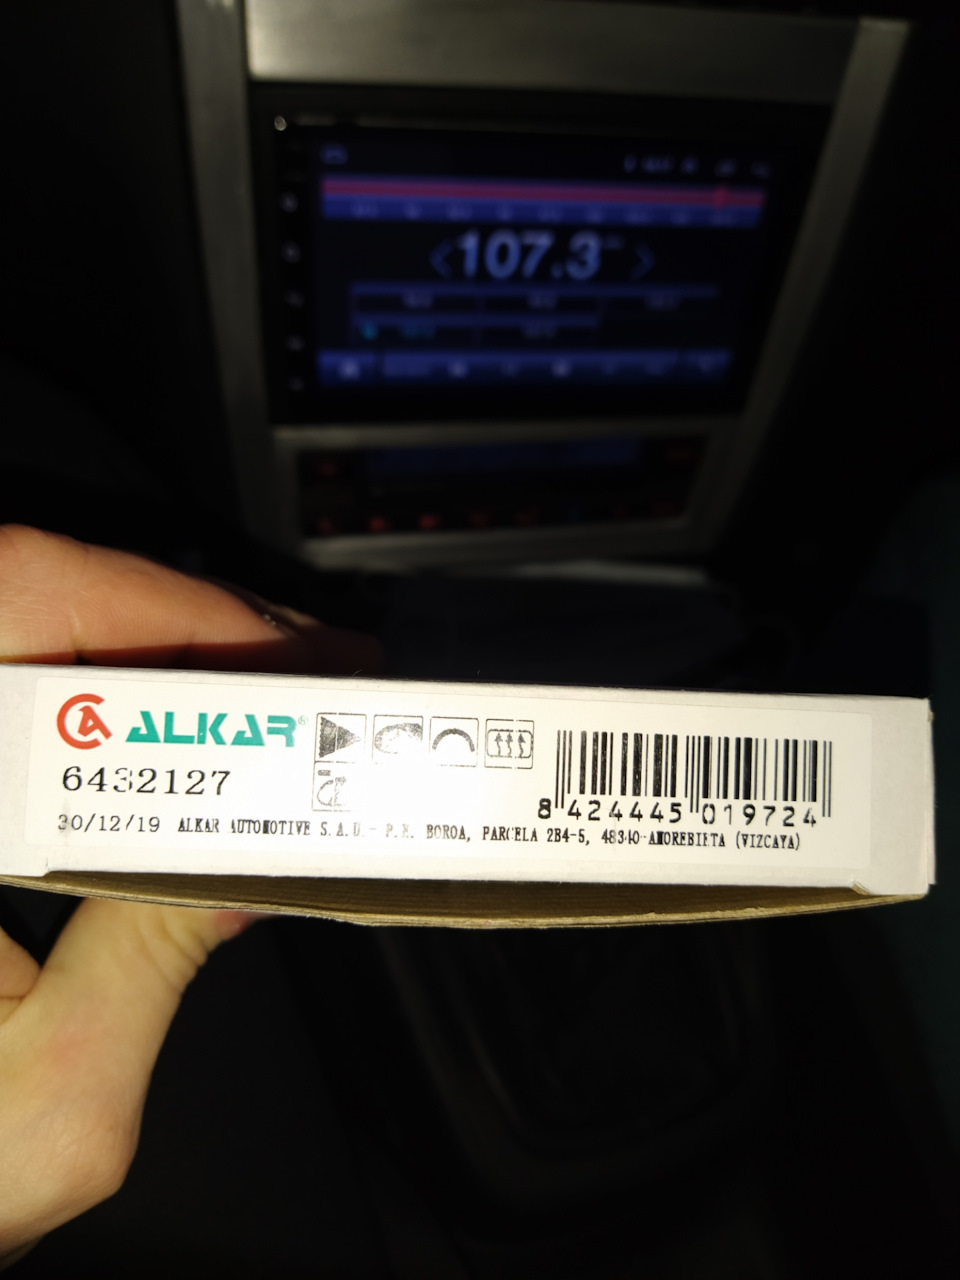 107.3
ALKAR®
6432127
8 424445 019724
30/12/19 ALKAR AUTOMOTIVE S.A.U.- P.E. BOROA, PARCELA 2B4-5, 48340-AMOREBIETA (VIZCAYA)